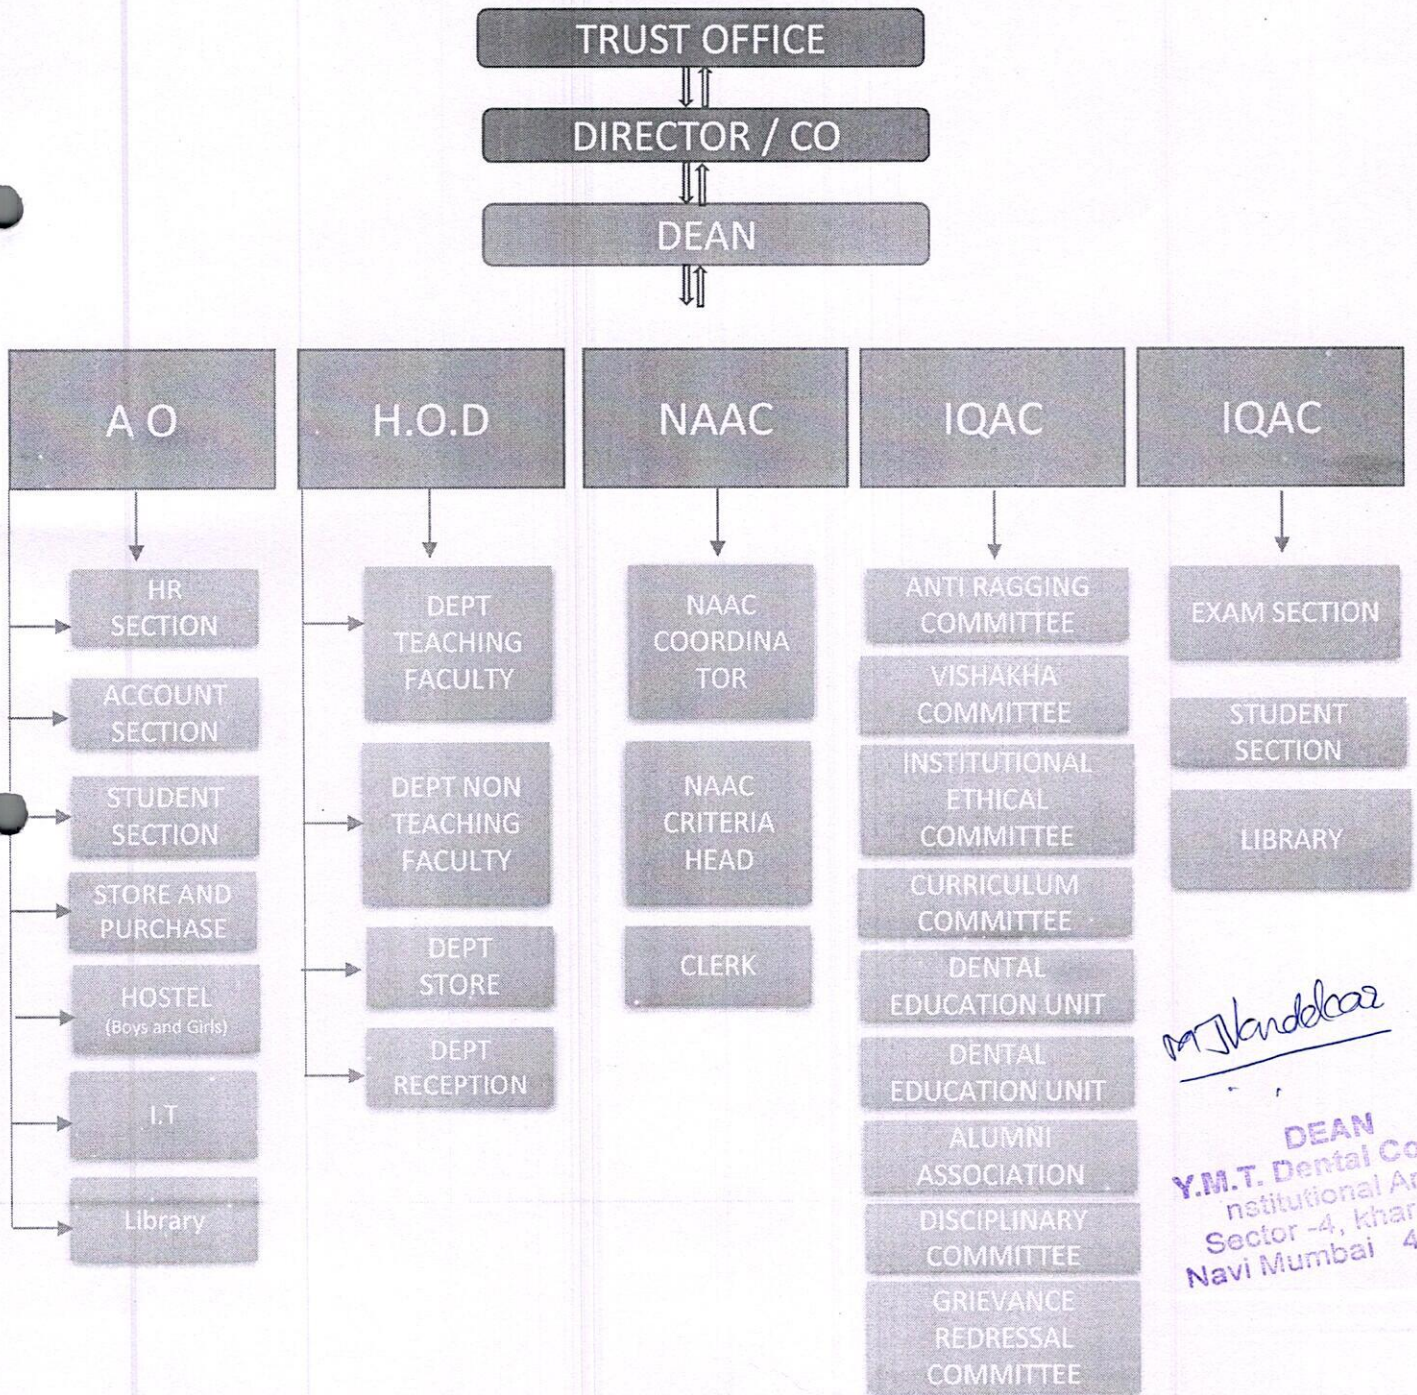 TRUST OFFICE
DIRECTOR / CO
DEAN
A O
H.O.D
NAAC
IQAC
IQAC
HR
SECTION
ACCOUNT
SECTION
STUDENT
SECTION
STORE AND
PURCHASE
HOSTEL
(Boys and Girls)
I.T
Library
DEPT
TEACHING
FACULTY
DEPT NON
TEACHING
FACULTY
DEPT
STORE
DEPT
RECEPTION
NAAC
COORDINA
TOR
NAAC
CRITERIA
HEAD
CLERK
ANTI RAGGING
COMMITTEE
VISHAKHA
COMMITTEE
INSTITUTIONAL
ETHICAL
COMMITTEE
CURRICULUM
COMMITTEE
DENTAL
EDUCATION UNIT
DENTAL
EDUCATION UNIT
ALUMNI
ASSOCIATION
DISCIPLINARY
COMMITTEE
GRIEVANCE
REDRESSAL
COMMITTEE
EXAM SECTION
STUDENT
SECTION
LIBRARY
DEAN
Y.M.T. Dental Co
nstitutional Ar
Sector -4, khar
Navi Mumbai 4